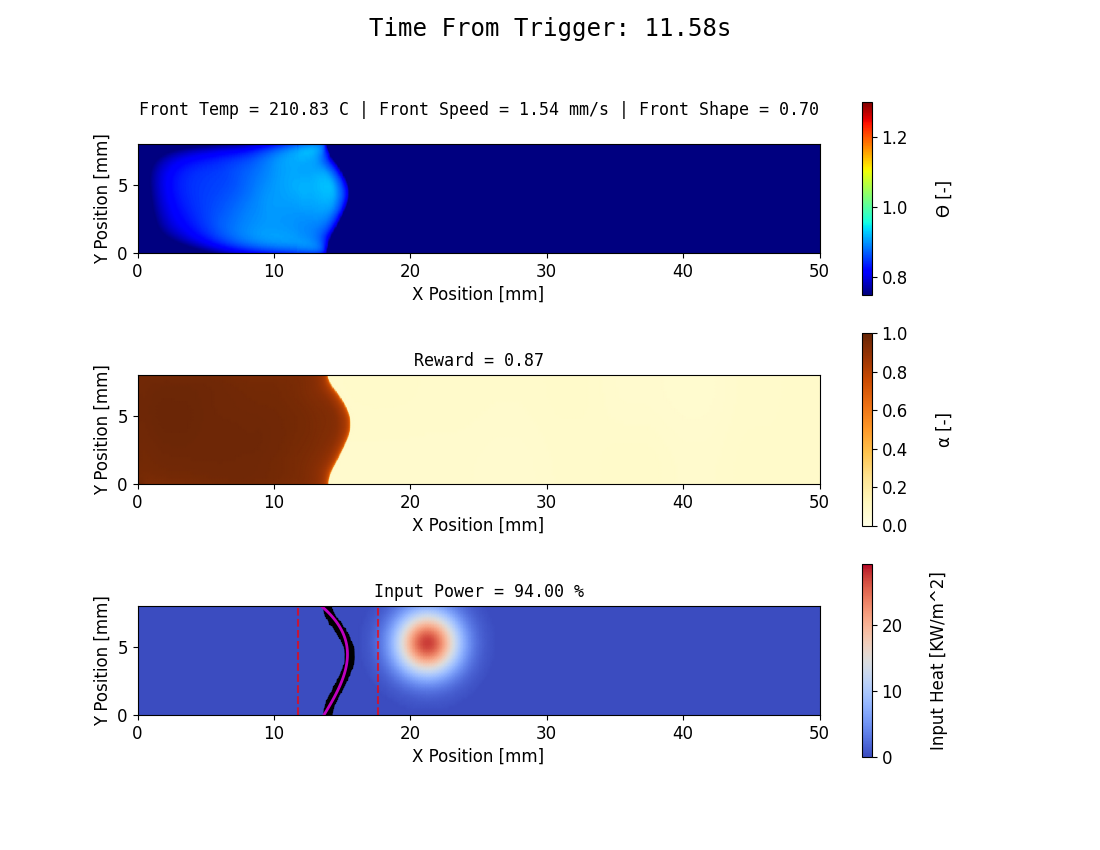 Time From Trigger: 11.58s
Front Temp = 210.83 C | Front Speed = 1.54 mm/s | Front Shape = 0.70
Y Position [mm]
5
0
0 10 20 30 40 50
X Position [mm]
1.2
1.0
0.8
Θ [-]
Reward = 0.87
Y Position [mm]
5
0
0 10 20 30 40 50
X Position [mm]
1.0
0.8
0.6
0.4
0.2
0.0
α [-]
Input Power = 94.00 %
Y Position [mm]
5
0
0 10 20 30 40 50
X Position [mm]
20
10
0
Input Heat [KW/m^2]